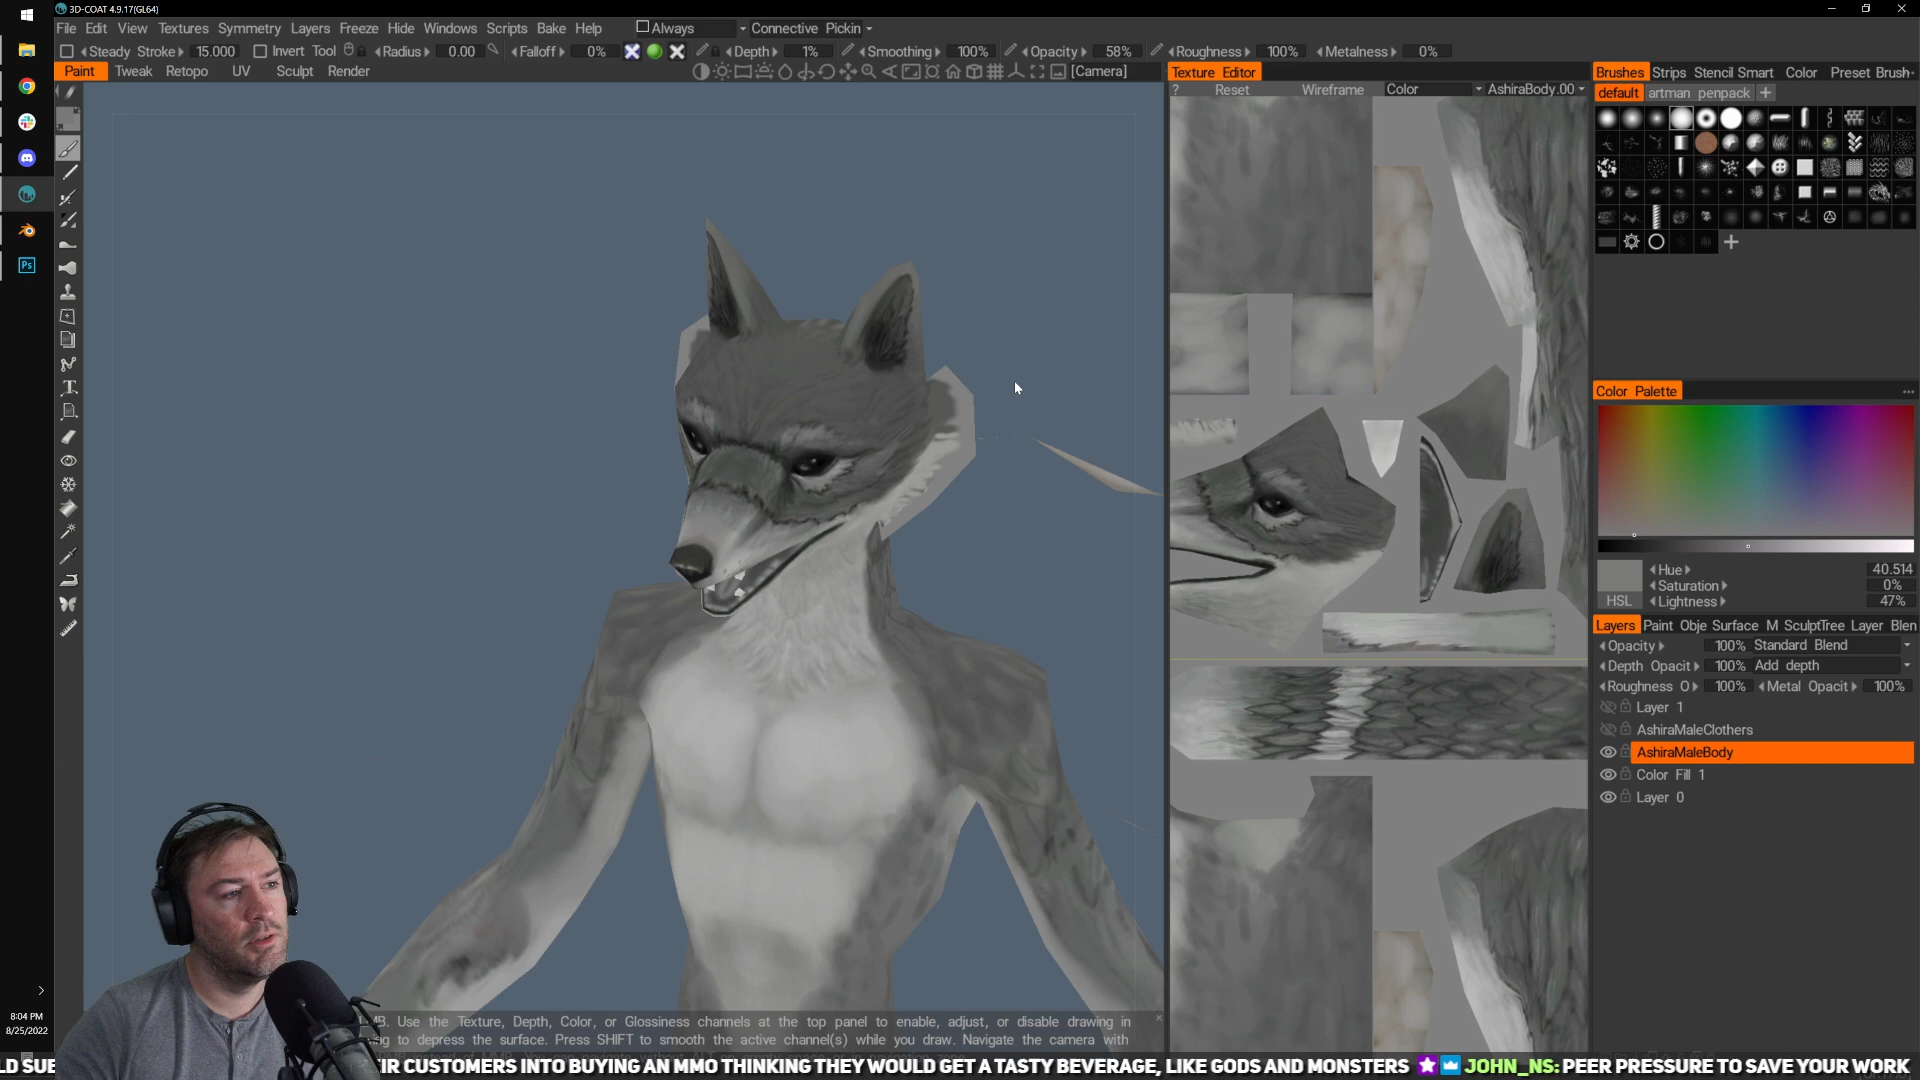 3D-COAT 4.9.17(GL64)
File Edit View Textures Symmetry Layers Freeze Hide Windows Scripts Bake Help Always Connective Pickin
Steady Stroke 15.000 Invert Tool Radius 0.00 Falloff 0% Depth 1% Smoothing 100% Opacity 58% Roughness 100% Metalness 0%
Paint Tweak Retopo UV Sculpt Render [Camera]
Texture Editor
? Reset Wireframe Color AshiraBody.00
Brushes Strips Stencil Smart Color Preset Brush
default artman penpack
Color Palette
Hue 40.514
Saturation 0%
HSL Lightness 47%
Layers Paint Obje Surface M SculptTree Layer Blen
Opacity 100% Standard Blend
Depth Opacit 100% Add depth
Roughness O 100% Metal Opacit 100%
Layer 1
AshiraMaleClothers
AshiraMaleBody
Color Fill 1
Layer 0
Ps
8:04 PM
8/25/2022
MB. Use the Texture, Depth, Color, or Glossiness channels at the top panel to enable, adjust, or disable drawing in
to depress the surface. Press SHIFT to smooth the active channel(s) while you draw. Navigate the camera with
LD SUE
EIR CUSTOMERS INTO BUYING AN MMO THINKING THEY WOULD GET A TASTY BEVERAGE, LIKE GODS AND MONSTERS JOHN_NS: PEER PRESSURE TO SAVE YOUR WORK